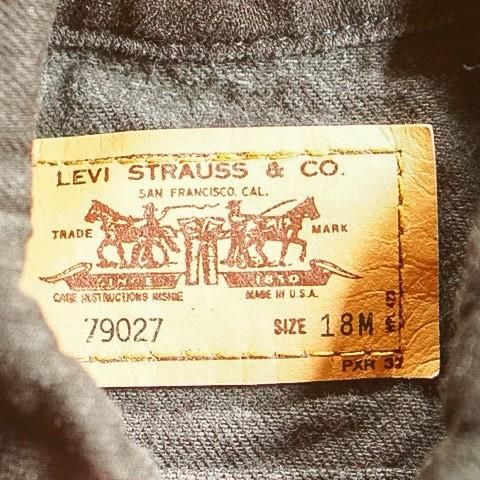 LEVI STRAUSS & CO.
SAN FRANCISCO, CAL.
TRADE MARK
CARE INSTRUCTIONS INSIDE MADE IN U.S.A.
79027 SIZE 18M
PXR 32